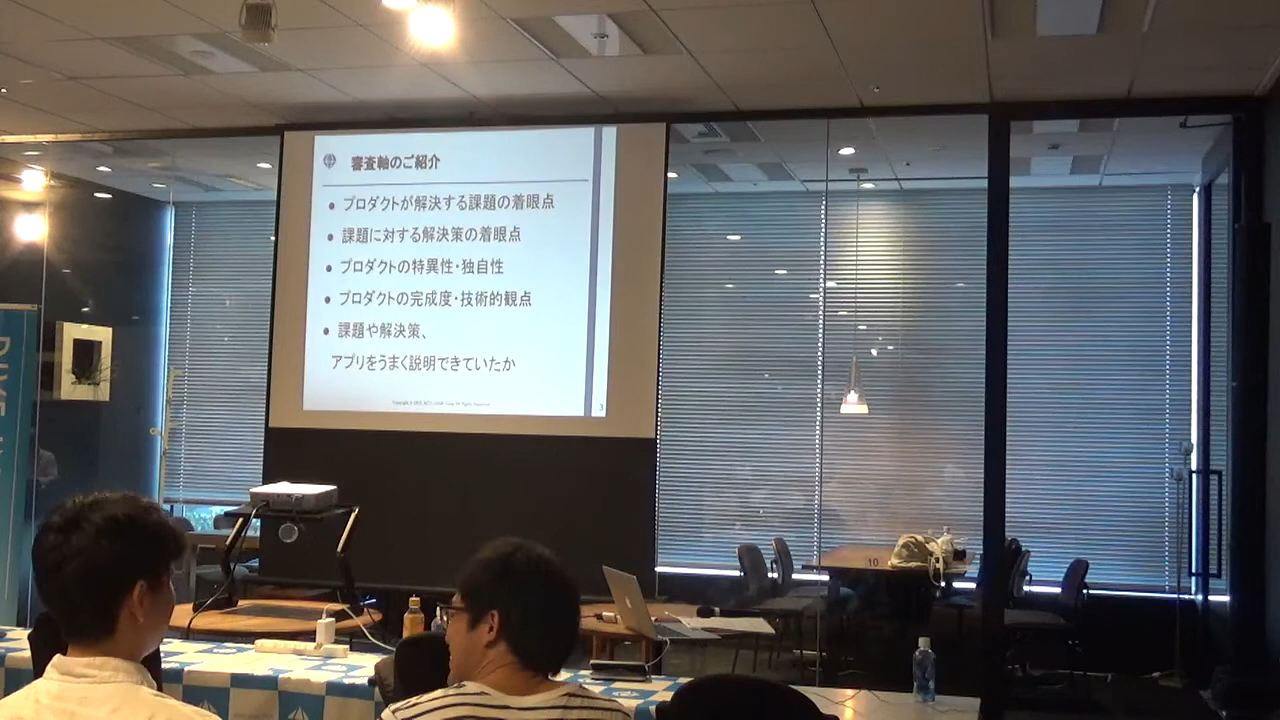 審査軸のご紹介
• プロダクトが解決する課題の着眼点
• 課題に対する解決策の着眼点
• プロダクトの特異性・独自性
• プロダクトの完成度・技術的観点
• 課題や解決策、
アプリをうまく説明できていたか
3
10